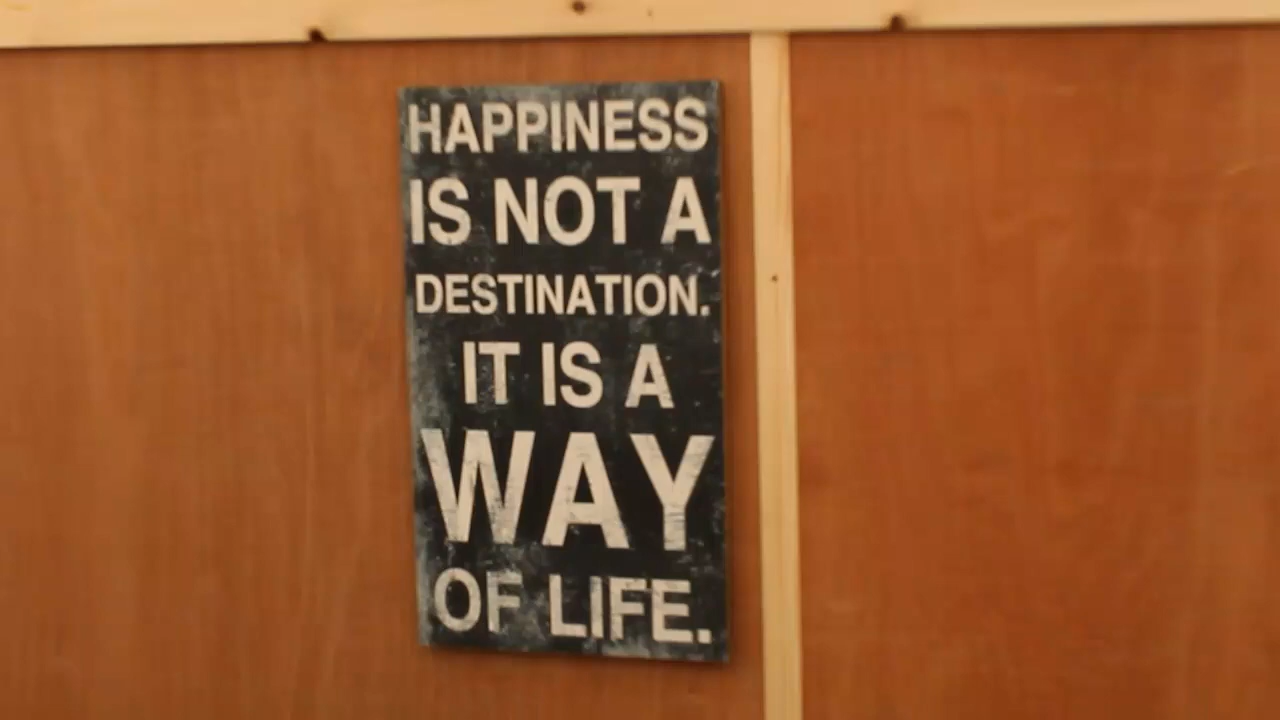 HAPPINESS
IS NOT A
DESTINATION.
IT IS A
WAY
OF LIFE.